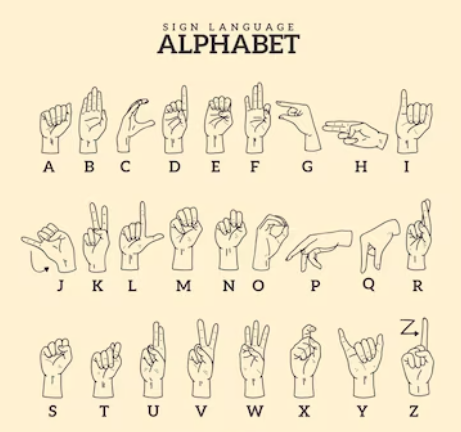 SIGN LANGUAGE
ALPHABET
A B C D E F G H I
J K L M N O P Q R
Z
S T U V W X Y Z